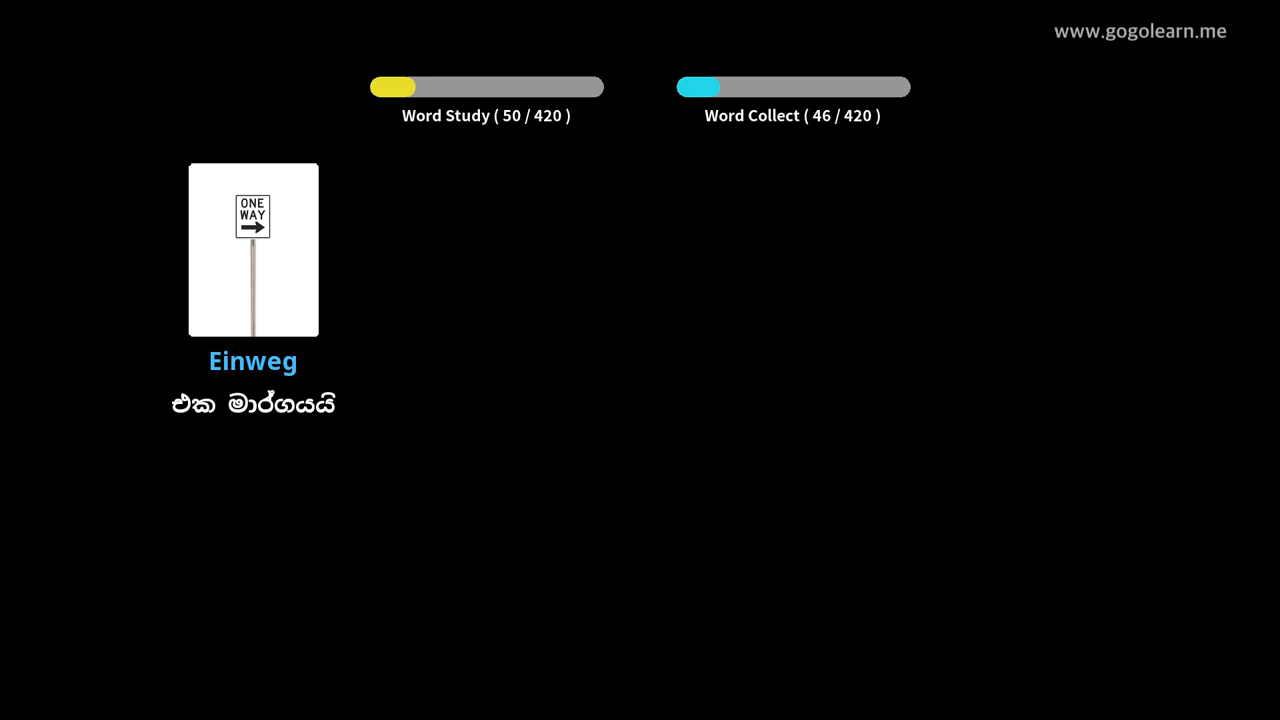 www.gogolearn.me
Word Study ( 50 / 420 )
Word Collect ( 46 / 420 )
ONE
WAY
Einweg
එක මාර්ගයයි